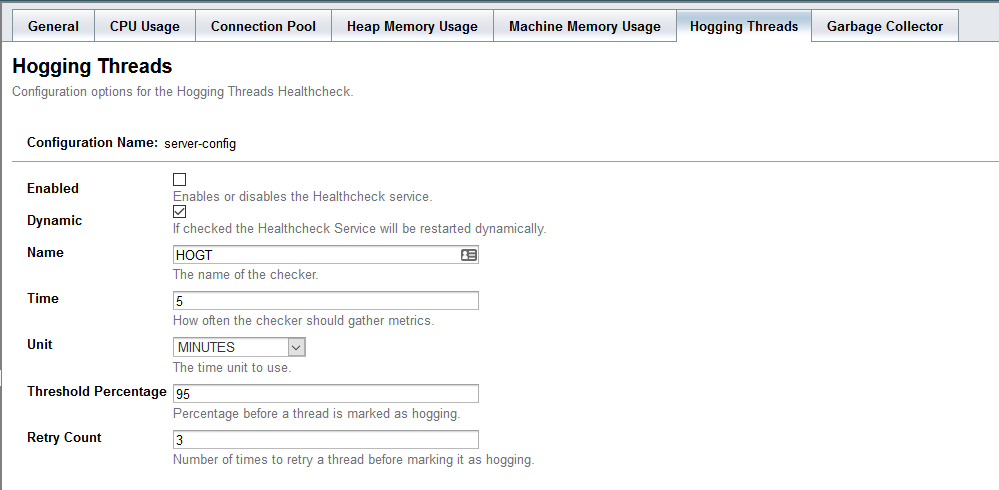 General CPU Usage Connection Pool Heap Memory Usage Machine Memory Usage Hogging Threads Garbage Collector
Hogging Threads
Configuration options for the Hogging Threads Healthcheck.
Configuration Name: server-config
Enabled
Enables or disables the Healthcheck service.
Dynamic
If checked the Healthcheck Service will be restarted dynamically.
Name HOGT
The name of the checker.
Time 5
How often the checker should gather metrics.
Unit MINUTES
The time unit to use.
Threshold Percentage 95
Percentage before a thread is marked as hogging.
Retry Count 3
Number of times to retry a thread before marking it as hogging.